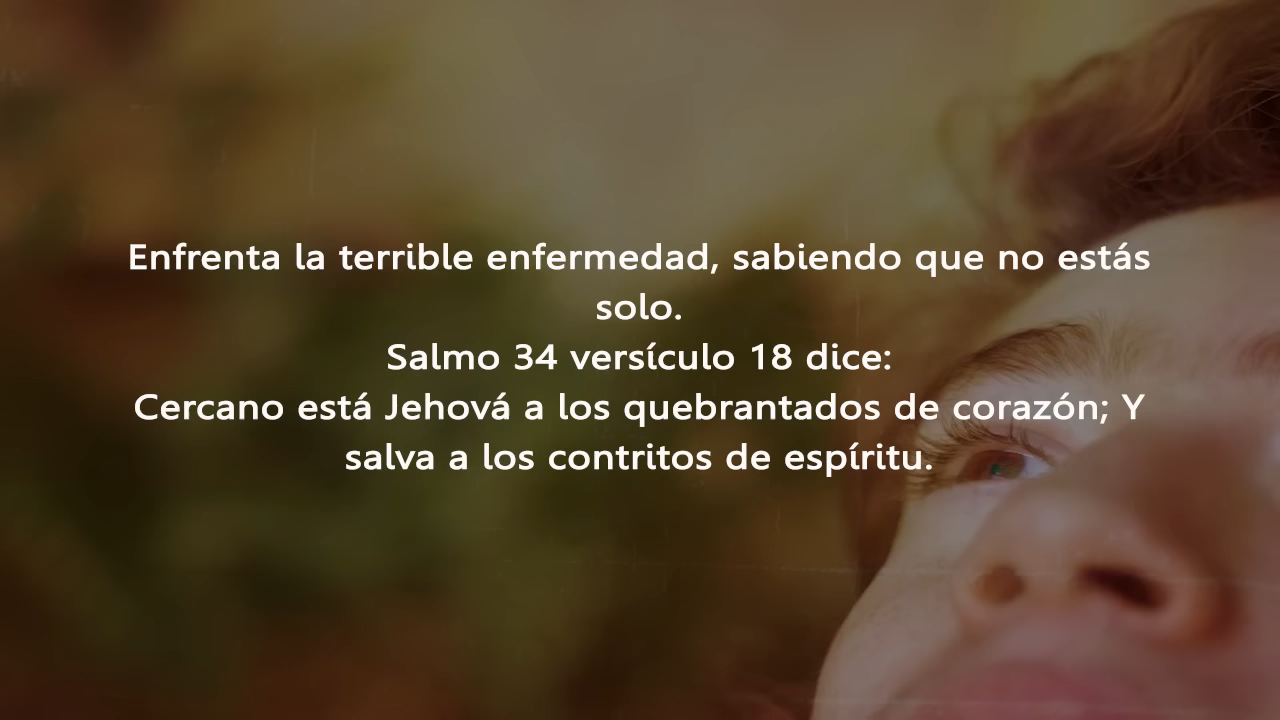 Enfrenta la terrible enfermedad, sabiendo que no estás
solo.
Salmo 34 versículo 18 dice:
Cercano está Jehová a los quebrantados de corazón; Y
salva a los contritos de espíritu.